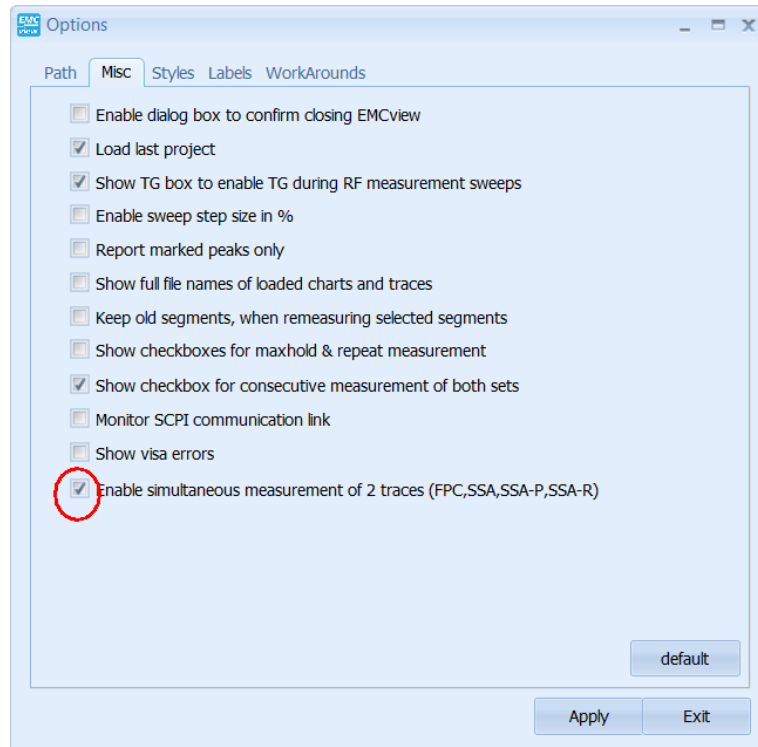 EMC
view
Options
Path Misc Styles Labels WorkArounds
Enable dialog box to confirm closing EMCview
Load last project
Show TG box to enable TG during RF measurement sweeps
Enable sweep step size in %
Report marked peaks only
Show full file names of loaded charts and traces
Keep old segments, when remeasuring selected segments
Show checkboxes for maxhold & repeat measurement
Show checkbox for consecutive measurement of both sets
Monitor SCPI communication link
Show visa errors
Enable simultaneous measurement of 2 traces (FPC,SSA,SSA-P,SSA-R)
default
Apply Exit